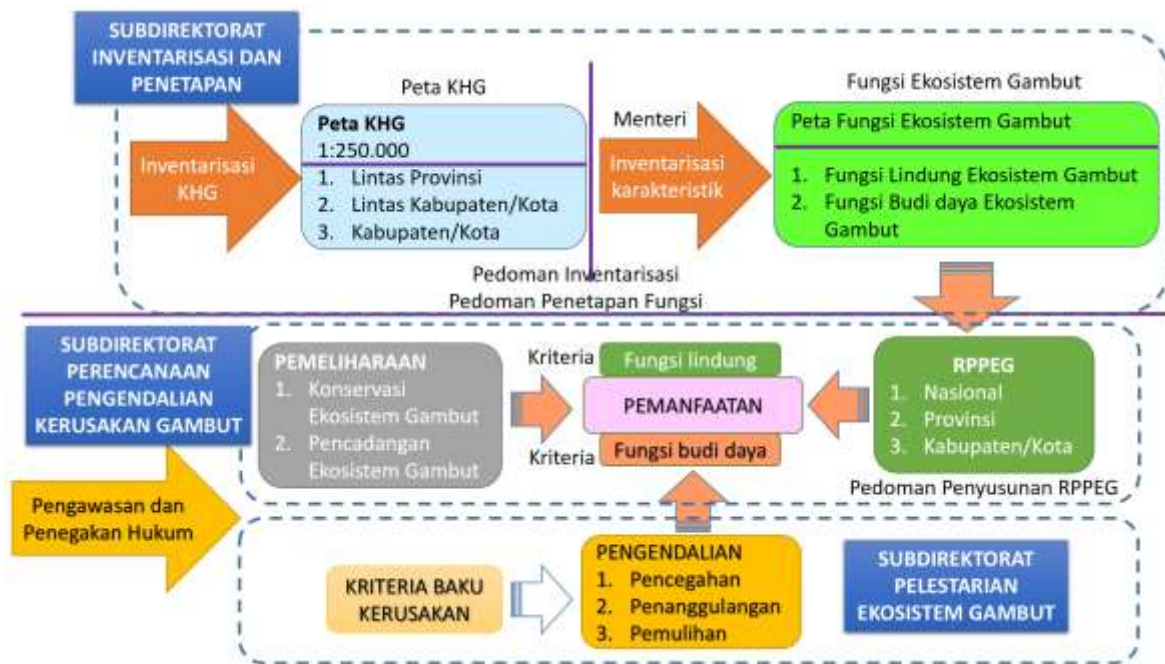 SUBDIREKTORAT
INVENTARISASI DAN
PENETAPAN
Peta KHG
Fungsi Ekosistem Gambut
Inventarisasi
KHG
Peta KHG
1:250.000
1. Lintas Provinsi
2. Lintas Kabupaten/Kota
3. Kabupaten/Kota
Menteri
Inventarisasi
karakteristik
Peta Fungsi Ekosistem Gambut
1. Fungsi Lindung Ekosistem Gambut
2. Fungsi Budi daya Ekosistem
Gambut
Pedoman Inventarisasi
Pedoman Penetapan Fungsi
SUBDIREKTORAT
PERENCANAAN
PENGENDALIAN
KERUSAKAN GAMBUT
PEMELIHARAAN
1. Konservasi
Ekosistem Gambut
2. Pencadangan
Ekosistem Gambut
Kriteria
Fungsi lindung
PEMANFAATAN
Kriteria
Fungsi budi daya
RPPEG
1. Nasional
2. Provinsi
3. Kabupaten/Kota
Pedoman Penyusunan RPPEG
Pengawasan dan
Penegakan Hukum
KRITERIA BAKU
KERUSAKAN
PENGENDALIAN
1. Pencegahan
2. Penanggulangan
3. Pemulihan
SUBDIREKTORAT
PELESTARIAN
EKOSISTEM GAMBUT